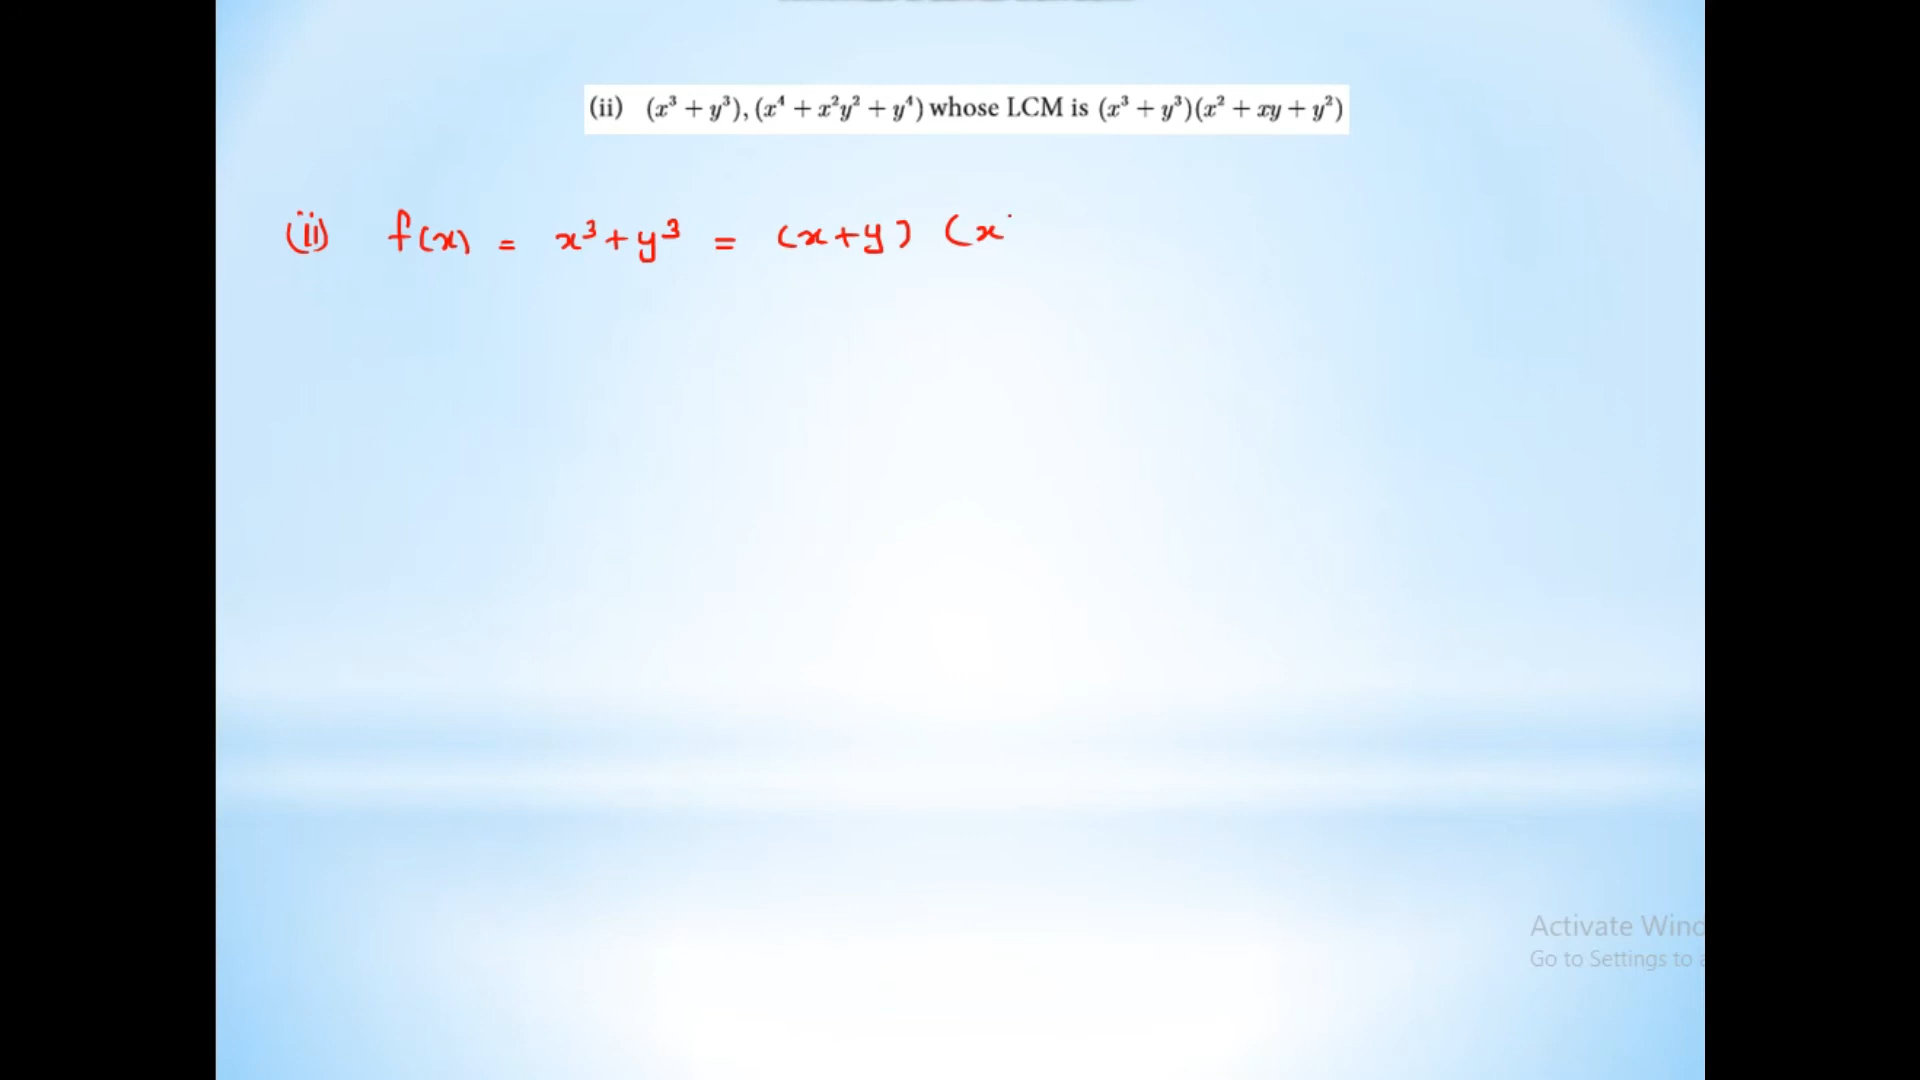 (ii) (x³ + y³), (x⁴ + x²y² + y⁴) whose LCM is (x³ + y³)(x² + xy + y²)
(ii) f(x) = x³+y³ = (x+y) (x
Activate Winc
Go to Settings to a